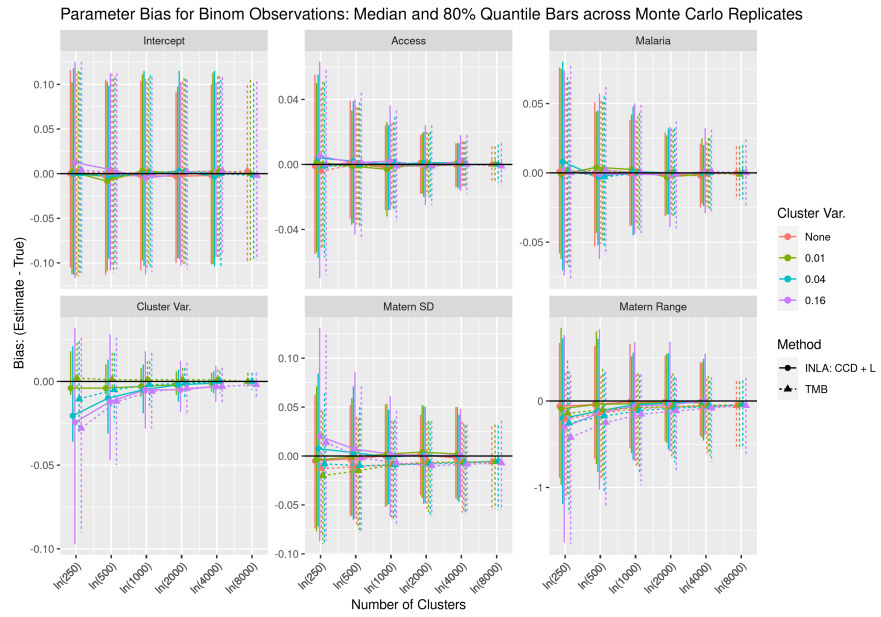 Parameter Bias for Binom Observations: Median and 80% Quantile Bars across Monte Carlo Replicates
Intercept
Access
Malaria
0.10
0.05
0.00
-0.05
-0.10
0.04
0.00
-0.04
0.05
0.00
-0.05
Cluster Var.
Matern SD
Matern Range
0.00
-0.05
-0.10
0.10
0.05
0.00
-0.05
-0.10
0
-1
ln(250)
ln(500)
ln(1000)
ln(2000)
ln(4000)
ln(8000)
ln(250)
ln(500)
ln(1000)
ln(2000)
ln(4000)
ln(8000)
ln(250)
ln(500)
ln(1000)
ln(2000)
ln(4000)
ln(8000)
Number of Clusters
Bias: (Estimate - True)
Cluster Var.
None
0.01
0.04
0.16
Method
INLA: CCD + L
TMB